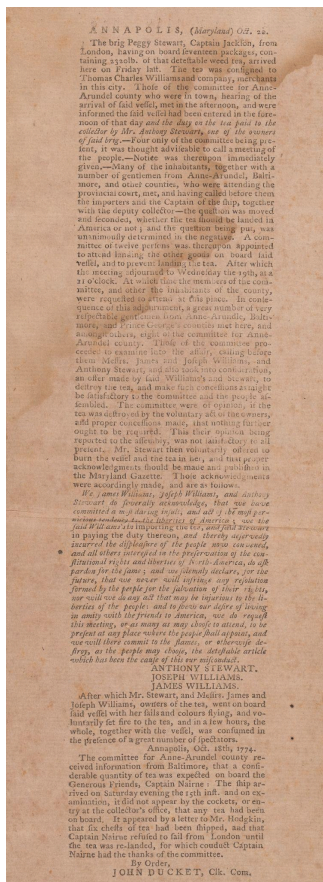 ANNAPOLIS, (Maryland) Oct. 20.
The brig Peggy Stewart, Captain Jackson, from
London, having on board seventeen packages, con-
taining 2320lb. of that detestable weed tea, arrived
here on Friday last. The tea was consigned to
Thomas Charles Williams and company, merchants
in this city. Those of the committee for Anne-
Arundel county who were in town, hearing of the
arrival of said vessel, met in the afternoon, and were
informed the said vessel had been entered in the fore-
noon of that day and the duty on the tea paid to the
collector by Mr. Anthony Stewart, one of the owners
of said brig.—Four only of the committee being pre-
sent, it was thought adviseable to call a meeting of
the people.—Notice was thereupon immediately
given.—Many of the inhabitants, together with a
number of gentlemen from Anne-Arundel, Balti-
more, and other counties, who were attending the
provincial court, met, and having called before them
the importers and the Captain of the ship, together
with the deputy collector—the question was moved
and seconded, whether the tea should be landed in
America or not; and the question being put, was
unanimously determined in the negative. A com-
mittee of twelve persons was thereupon appointed
to attend landing the other goods on board said
vessel, and to prevent landing the tea. After which
the meeting adjourned to Wednesday the 19th, at
11 o'clock. At which time the members of the com-
mittee, and other the inhabitants of the county,
were requested to attend at this place. In conse-
quence of this adjournment, a great number of very
respectable gentlemen from Anne-Arundel, Balti-
more, and Prince George's counties met here, and
amongst others, eight of the committee for Anne-
Arundel county. Those of the committee pro-
ceeded to examine into the affair, calling before
them Messrs. James and Joseph Williams, and
Anthony Stewart, and also took into consideration,
an offer made by said Williams's and Stewart, to
destroy the tea, and make such concessions as might
be satisfactory to the committee and the people as-
sembled. The committee were of opinion, if the
tea was destroyed by the voluntary act of the owners,
and proper concessions made, that nothing further
ought to be required. This their opinion being
reported to the assembly, was not satisfactory to all
present. Mr. Stewart then voluntarily offered to
burn the vessel and the tea in her, and that proper
acknowledgments should be made and published in
the Maryland Gazette. Those acknowledgments
were accordingly made, and are as follows.
We James Williams, Joseph Williams, and Anthony
Stewart do severally acknowledge, that we have
committed a most daring insult, and act of the most per-
nicious tendency to the liberties of America; we the
said Williams's in importing the tea, and said Stewart
in paying the duty thereon, and thereby deservedly
incurred the displeasure of the people now convened,
and all others interested in the preservation of the con-
stitutional rights and liberties of North-America, do ask
pardon for the same; and we solemnly declare, for the
future, that we never will infringe any resolution
formed by the people for the salvation of their rights,
nor will we do any act that may be injurious to the li-
berties of the people: and to shew our desire of living
in amity with the friends to America, we do request
this meeting, or as many as may choose to attend, to be
present at any place where the people shall appoint, and
we will there commit to the flames, or otherwise de-
stroy, as the people may choose, the detestable article
which has been the cause of this our misconduct.
ANTHONY STEWART.
JOSEPH WILLIAMS.
JAMES WILLIAMS.
After which Mr. Stewart, and Messrs. James and
Joseph Williams, owners of the tea, went on board
said vessel with her sails and colours flying, and vo-
luntarily set fire to the tea, and in a few hours, the
whole, together with the vessel, was consumed in
the presence of a great number of spectators.
Annapolis, Oct. 18th, 1774.
The committee for Anne-Arundel county re-
ceived information from Baltimore, that a consi-
derable quantity of tea was expected on board the
Generous Friends, Captain Nairne: The ship ar-
rived on Saturday evening the 15th inst. and on ex-
amination, it did not appear by the cockets, or en-
try at the collector's office, that any tea had been
on board. It appeared by a letter to Mr. Hodgkin,
that six chests of tea had been shipped, and that
Captain Nairne refused to sail from London until
the tea was re-landed, for which conduct Captain
Nairne had the thanks of the committee.
By Order,
JOHN DUCKET, Clk. Com.